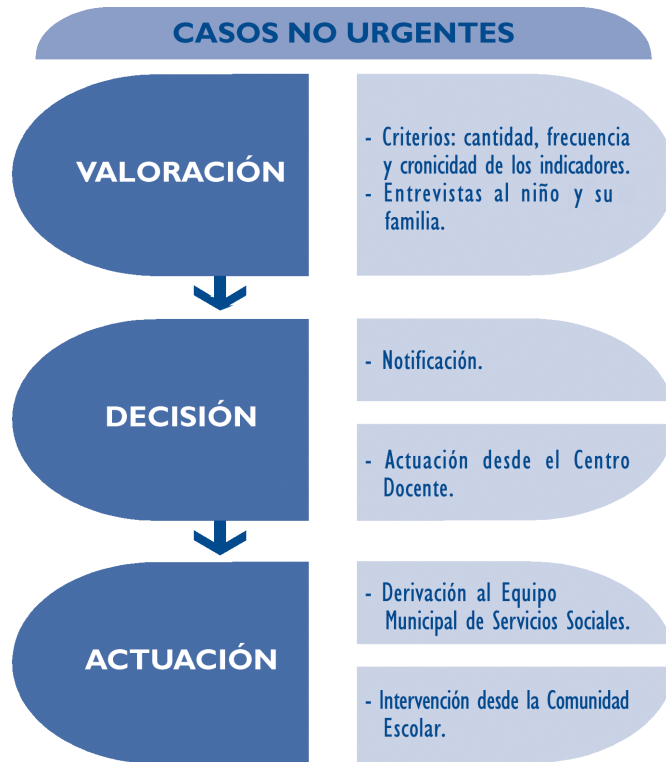 CASOS NO URGENTES
VALORACIÓN
- Criterios: cantidad, frecuencia
y cronicidad de los indicadores.
- Entrevistas al niño y su
familia.
DECISIÓN
- Notificación.
- Actuación desde el Centro
Docente.
ACTUACIÓN
- Derivación al Equipo
Municipal de Servicios Sociales.
- Intervención desde la Comunidad
Escolar.